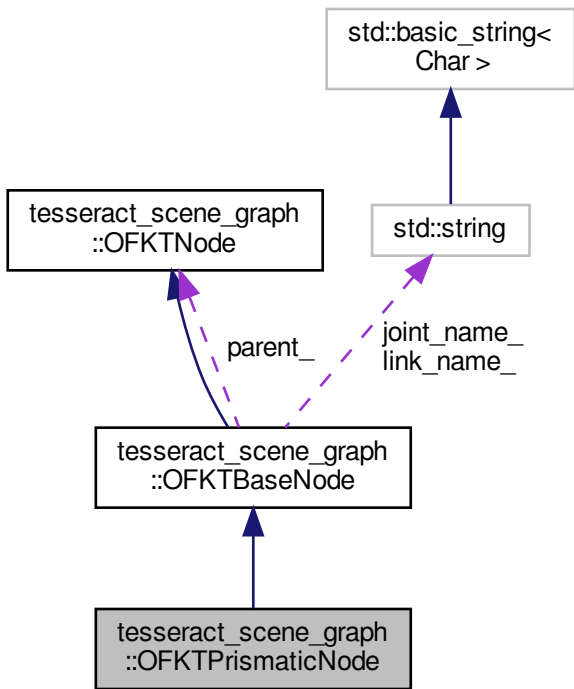 std::basic_string<
Char >
tesseract_scene_graph
::OFKTNode
std::string
parent_
joint_name_
link_name_
tesseract_scene_graph
::OFKTBaseNode
tesseract_scene_graph
::OFKTPrismaticNode